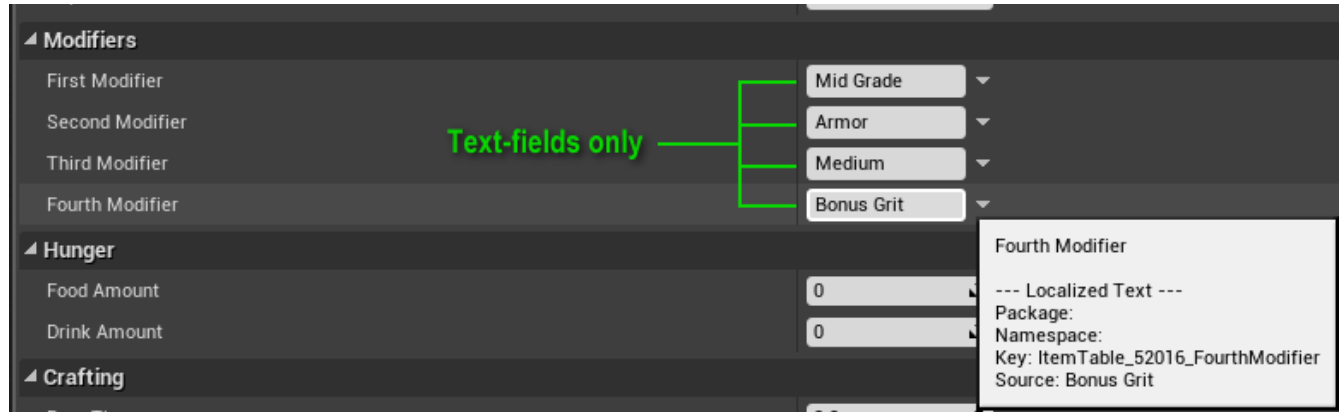 Modifiers
First Modifier Mid Grade
Second Modifier Armor
Text-fields only
Third Modifier Medium
Fourth Modifier Bonus Grit
Hunger
Food Amount 0
Drink Amount 0
Crafting
Fourth Modifier
--- Localized Text ---
Package:
Namespace:
Key: ItemTable_52016_FourthModifier
Source: Bonus Grit